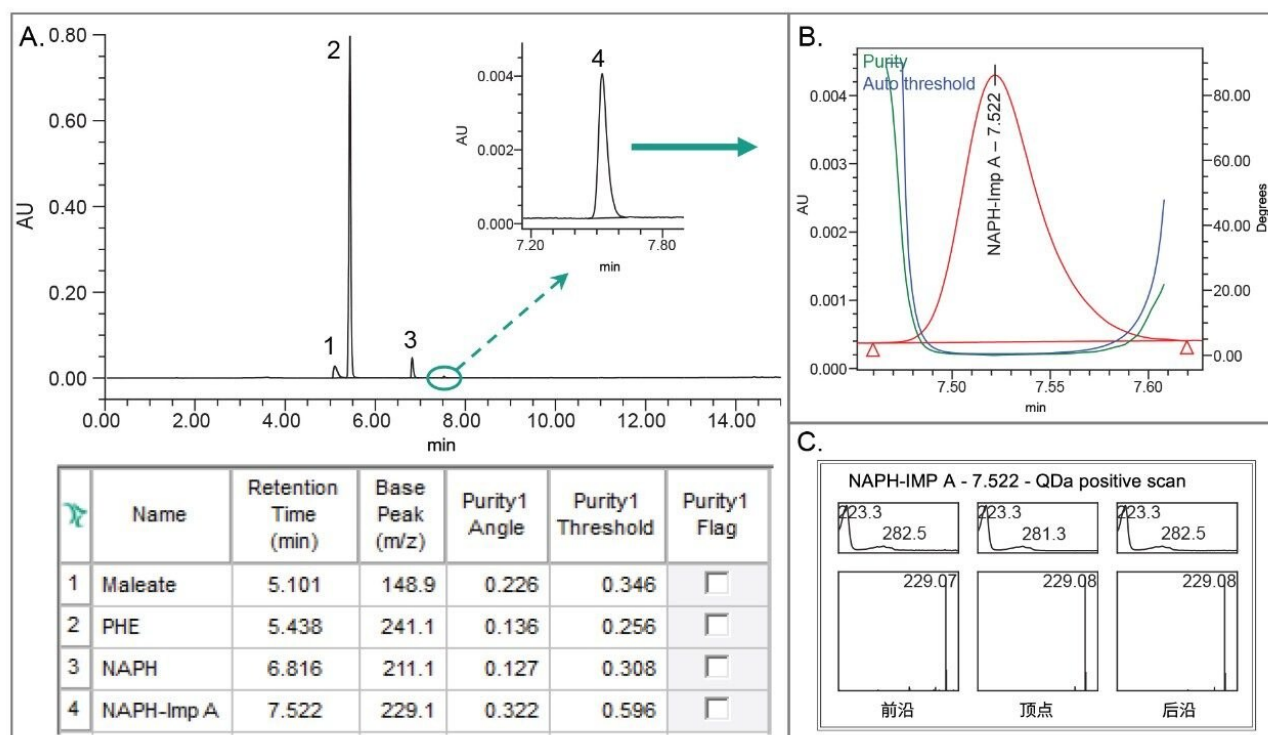 A.
0.80
0.60
0.40
0.20
0.00
AU
0.00 2.00 4.00 6.00 8.00 10.00 12.00 14.00
min
1
2
3
4
0.004
0.002
0.000
AU
7.20 7.80
min
Name Retention Time (min) Base Peak (m/z) Purity1 Angle Purity1 Threshold Purity1 Flag
1 Maleate 5.101 148.9 0.226 0.346
2 PHE 5.438 241.1 0.136 0.256
3 NAPH 6.816 211.1 0.127 0.308
4 NAPH-Imp A 7.522 229.1 0.322 0.596
B.
Purity
Auto threshold
NAPH-Imp A – 7.522
0.004
0.003
0.002
0.001
0.000
AU
80.00
60.00
40.00
20.00
0.00
Degrees
7.50 7.55 7.60
min
C.
NAPH-IMP A - 7.522 - QDa positive scan
223.3 223.3 223.3
282.5 281.3 282.5
229.07 229.08 229.08
前沿 顶点 后沿